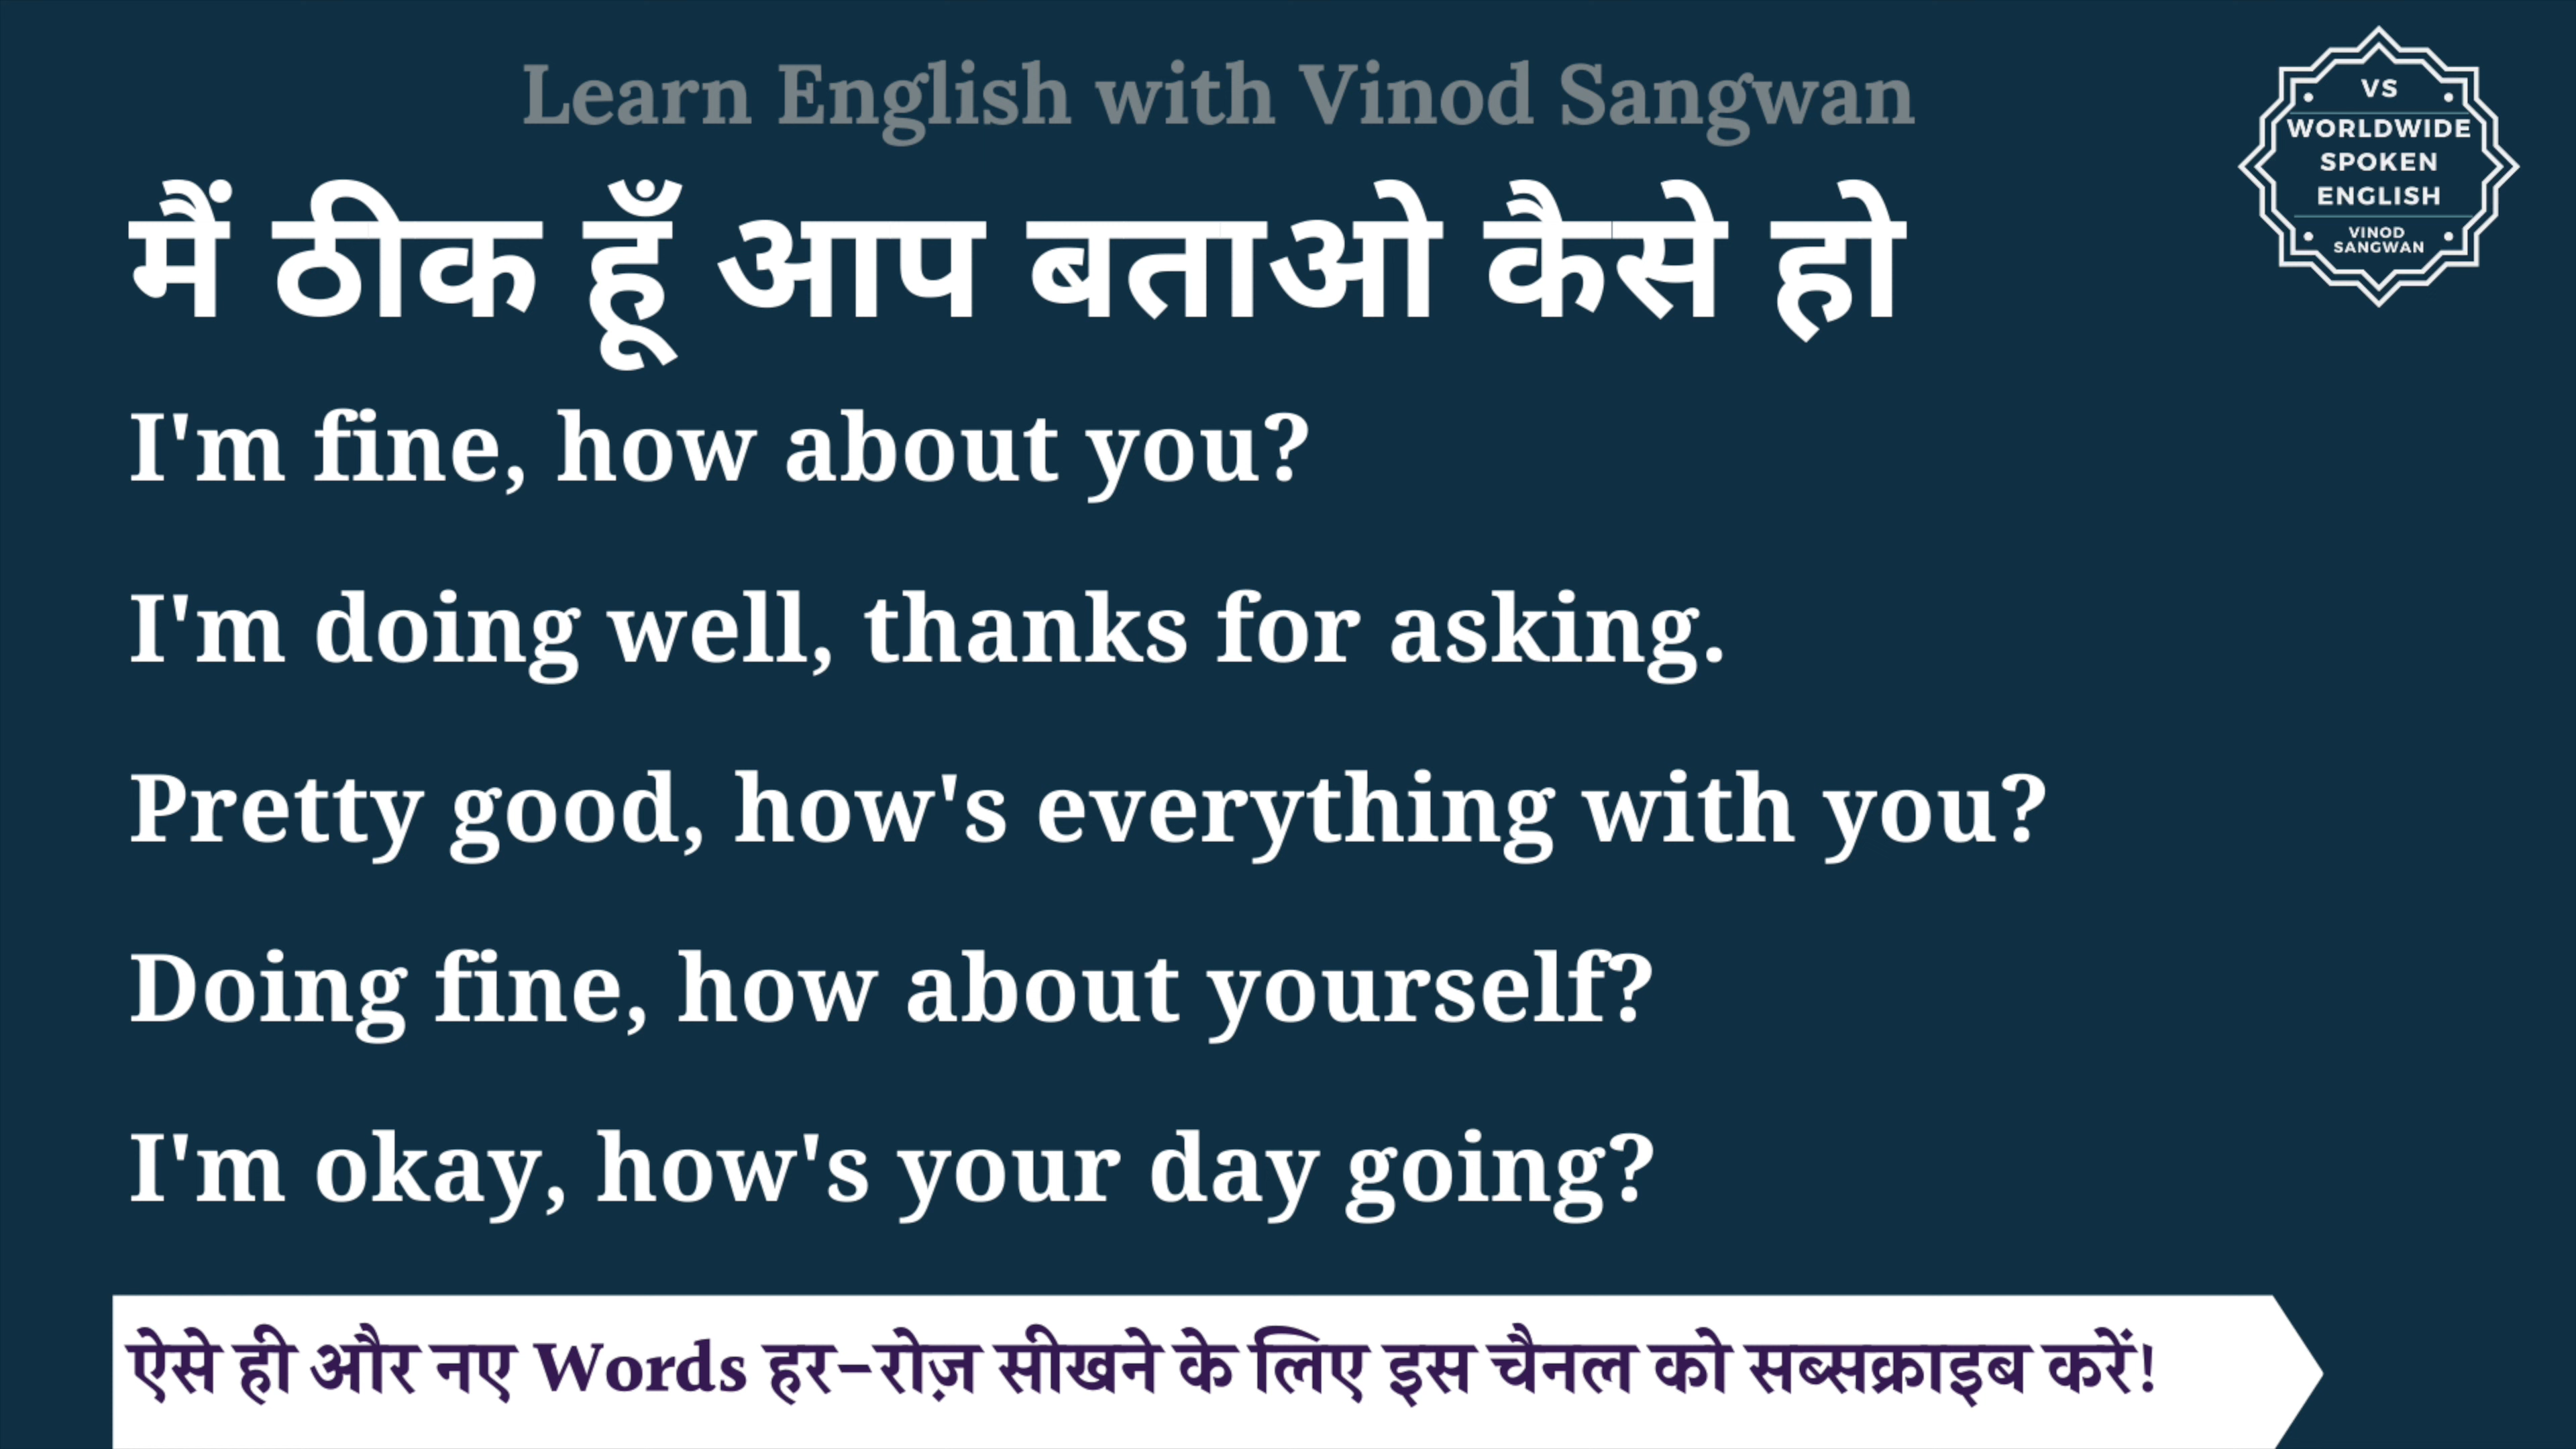 Learn English with Vinod Sangwan
VS
WORLDWIDE
SPOKEN
ENGLISH
VINOD
SANGWAN
मैं ठीक हूँ आप बताओ कैसे हो
I'm fine, how about you?
I'm doing well, thanks for asking.
Pretty good, how's everything with you?
Doing fine, how about yourself?
I'm okay, how's your day going?
ऐसे ही और नए Words हर-रोज़ सीखने के लिए इस चैनल को सब्सक्राइब करें!